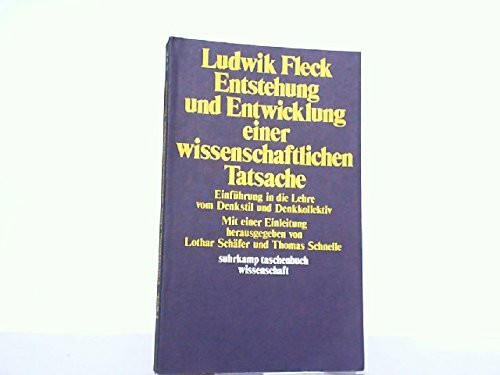 Ludwik Fleck
Entstehung
und Entwicklung
einer
wissenschaftlichen
Tatsache
Einführung in die Lehre
vom Denkstil und Denkkollektiv
Mit einer Einleitung
herausgegeben von
Lothar Schäfer und Thomas Schnelle
suhrkamp taschenbuch
wissenschaft